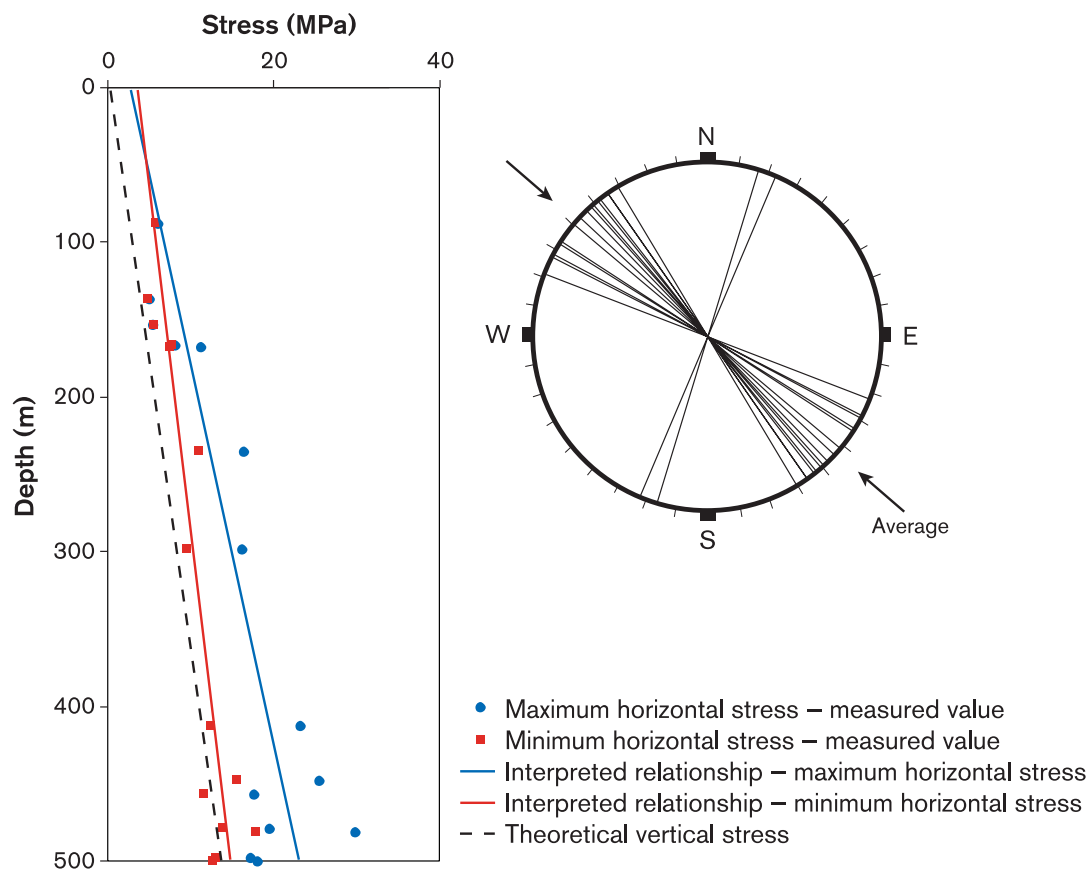 Stress (MPa)
0 20 40
0
100
200
300
400
500
Depth (m)
N
W
E
S
Average
Maximum horizontal stress – measured value
Minimum horizontal stress – measured value
Interpreted relationship – maximum horizontal stress
Interpreted relationship – minimum horizontal stress
Theoretical vertical stress